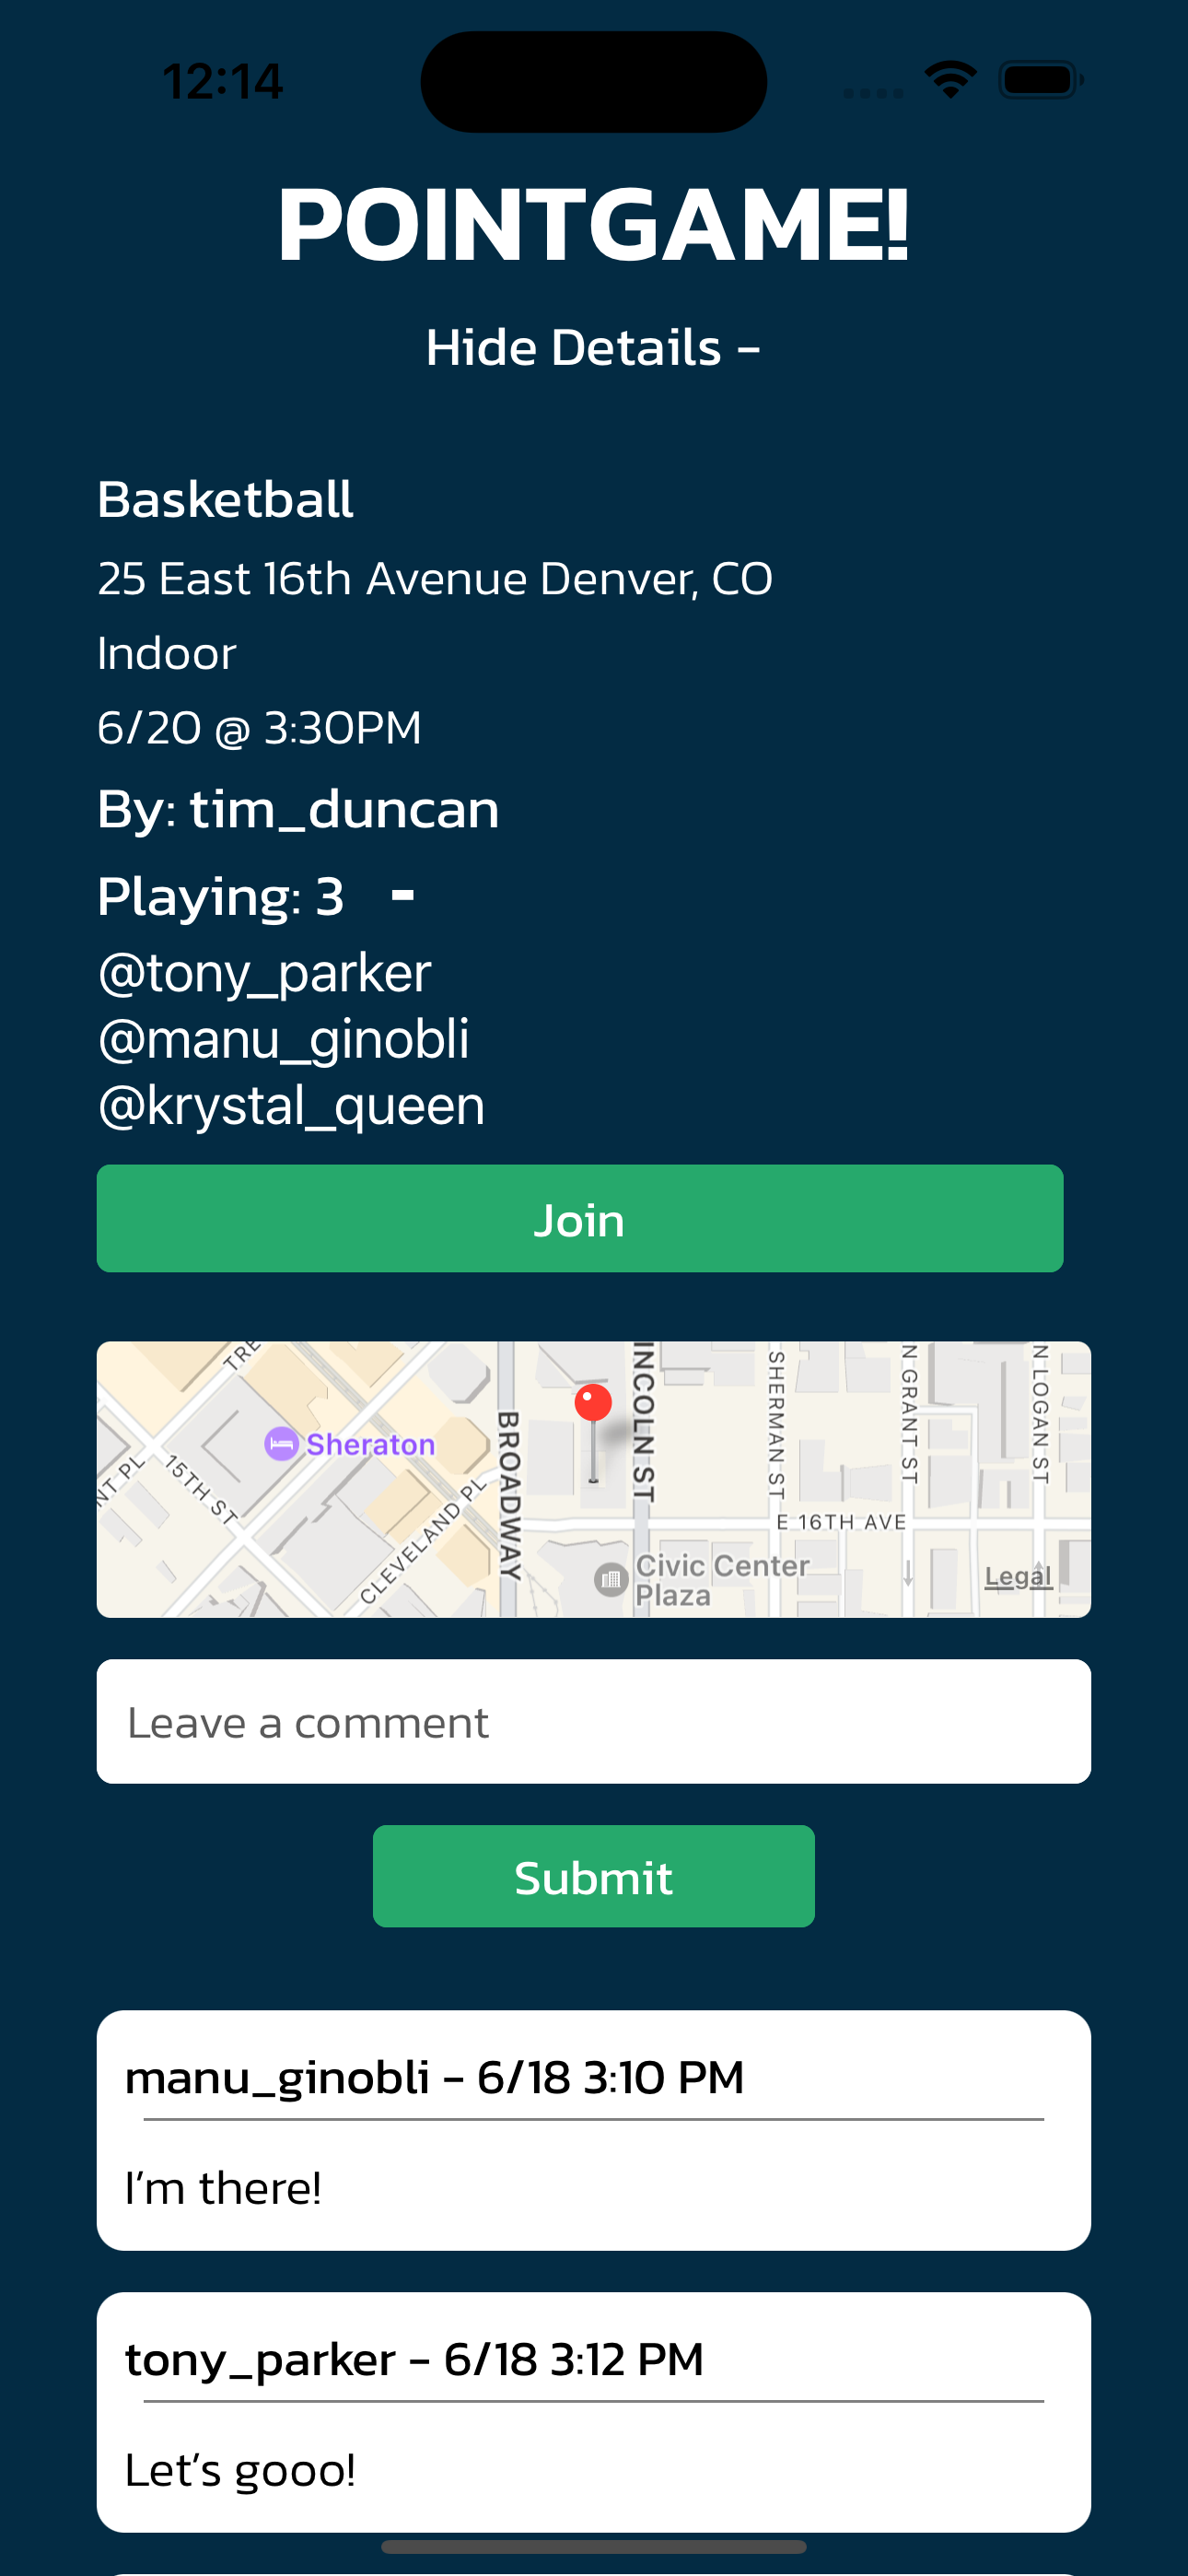 12:14
POINTGAME!
Hide Details -
Basketball
25 East 16th Avenue Denver, CO
Indoor
6/20 @ 3:30PM
By: tim_duncan
Playing: 3 -
@tony_parker
@manu_ginobli
@krystal_queen
Join
TRE
Sheraton
NT PL
15TH ST
CLEVELAND PL
BROADWAY
INCOLN ST
SHERMAN ST
N GRANT ST
N LOGAN ST
E 16TH AVE
Civic Center
Plaza
Legal
Leave a comment
Submit
manu_ginobli - 6/18 3:10 PM
I’m there!
tony_parker - 6/18 3:12 PM
Let’s gooo!